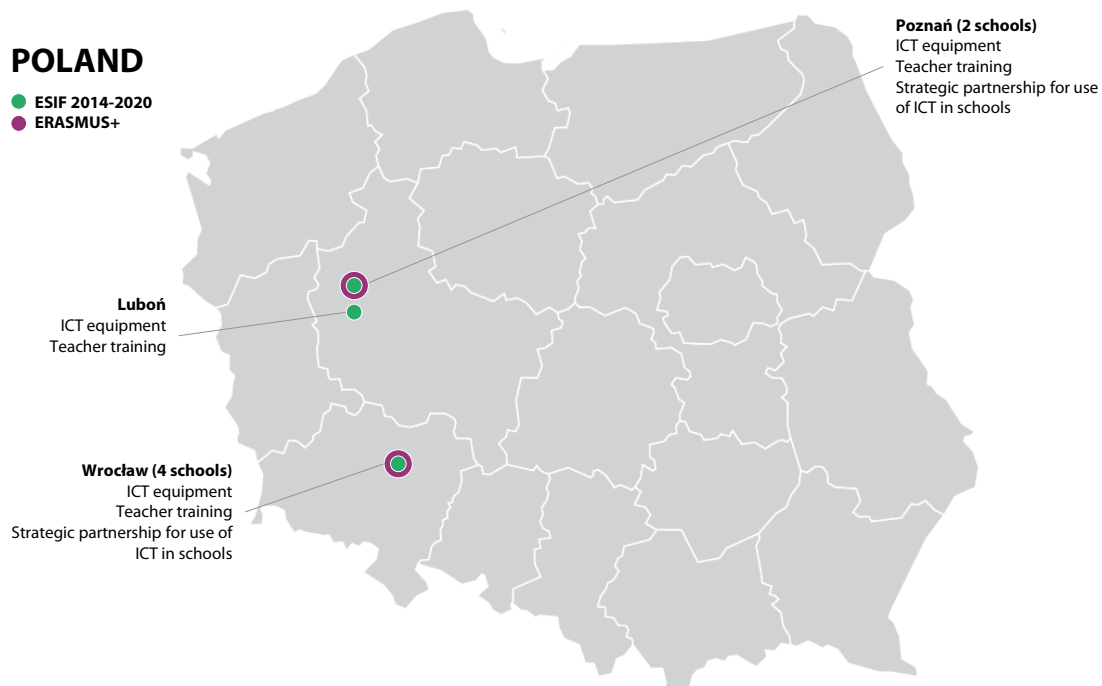 POLAND
ESIF 2014-2020
ERASMUS+
Poznań (2 schools)
ICT equipment
Teacher training
Strategic partnership for use
of ICT in schools
Luboń
ICT equipment
Teacher training
Wrocław (4 schools)
ICT equipment
Teacher training
Strategic partnership for use of
ICT in schools